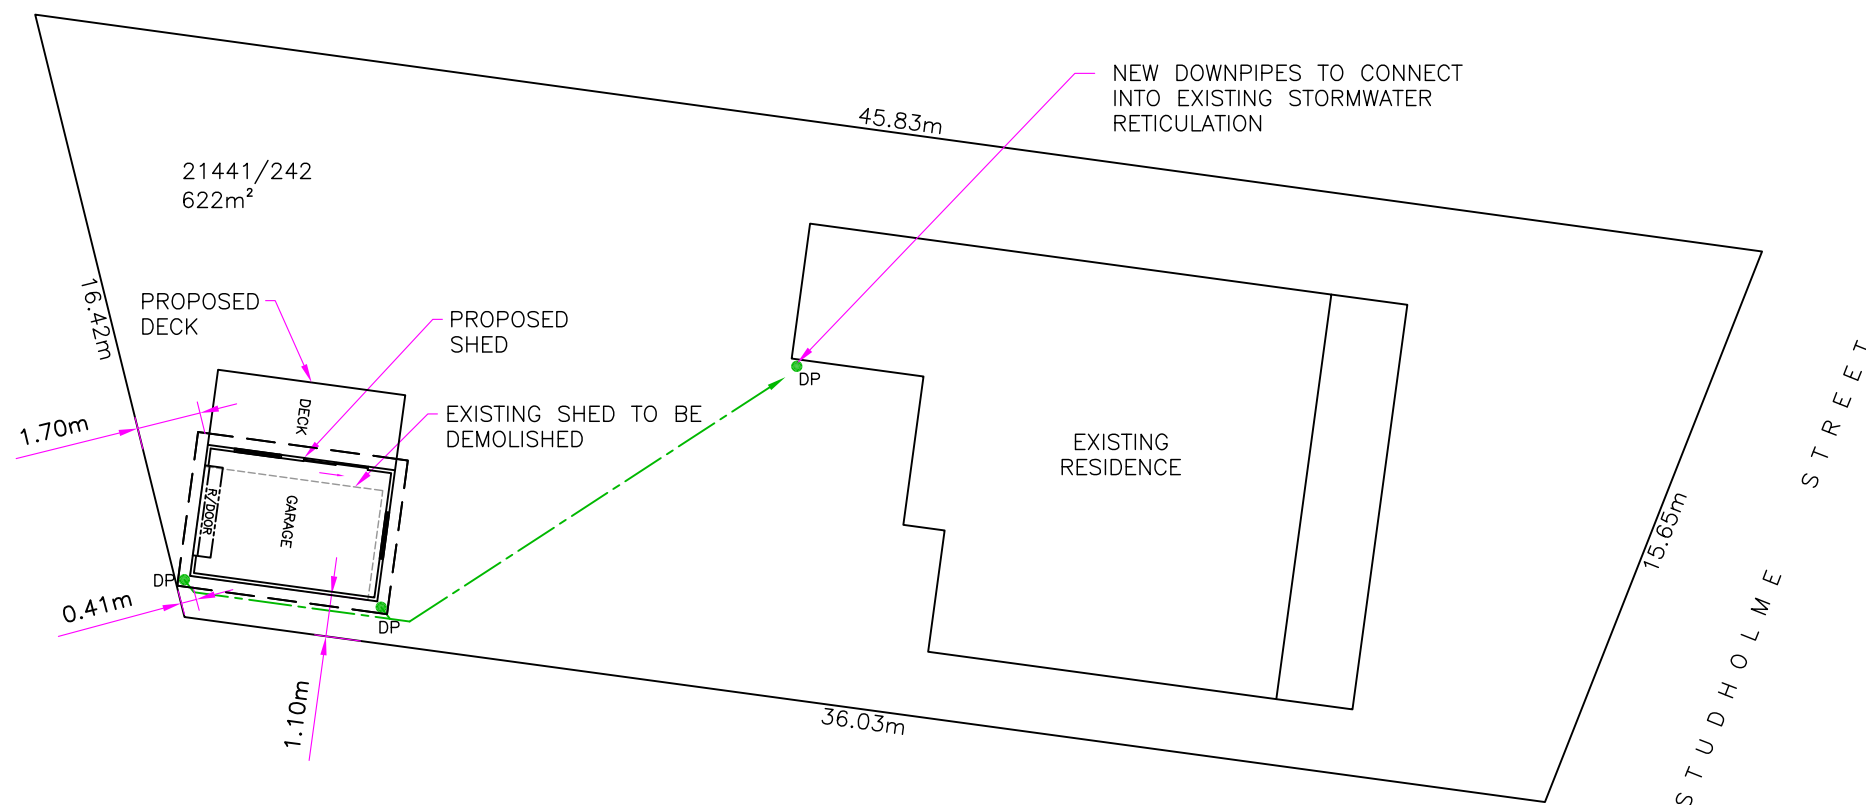 NEW DOWNPIPES TO CONNECT
INTO EXISTING STORMWATER
RETICULATION
45.83m
21441/242
622m²
16.42m
PROPOSED
DECK
PROPOSED
SHED
EXISTING SHED TO BE
DEMOLISHED
DECK
1.70m
R/DOOR
GARAGE
DP
DP
DP
0.41m
1.10m
EXISTING
RESIDENCE
36.03m
15.65m
STUDHOLME STREET